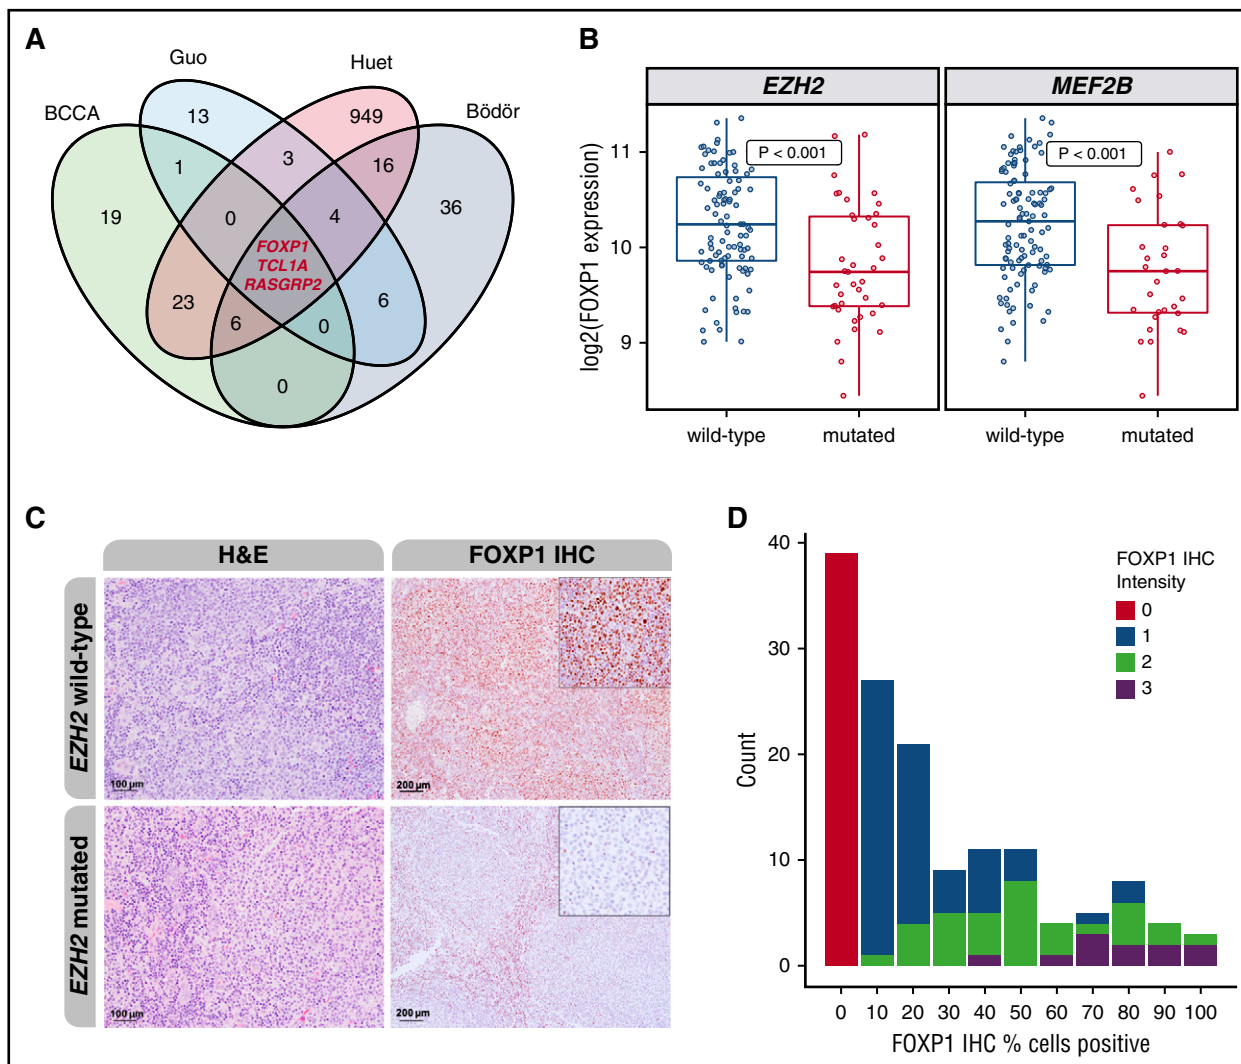 A
Guo
Huet
BCCA
Bödör
13
949
1
3
16
19
0
4
36
FOXP1
TCL1A
RASGRP2
23
6
0
6
0
B
EZH2
MEF2B
log2(FOXP1 expression)
11
10
9
P < 0.001
P < 0.001
wild-type
mutated
wild-type
mutated
C
H&E
FOXP1 IHC
EZH2 wild-type
EZH2 mutated
100 µm
200 µm
100 µm
200 µm
D
Count
40
30
20
10
0
FOXP1 IHC
Intensity
0
1
2
3
0 10 20 30 40 50 60 70 80 90 100
FOXP1 IHC % cells positive